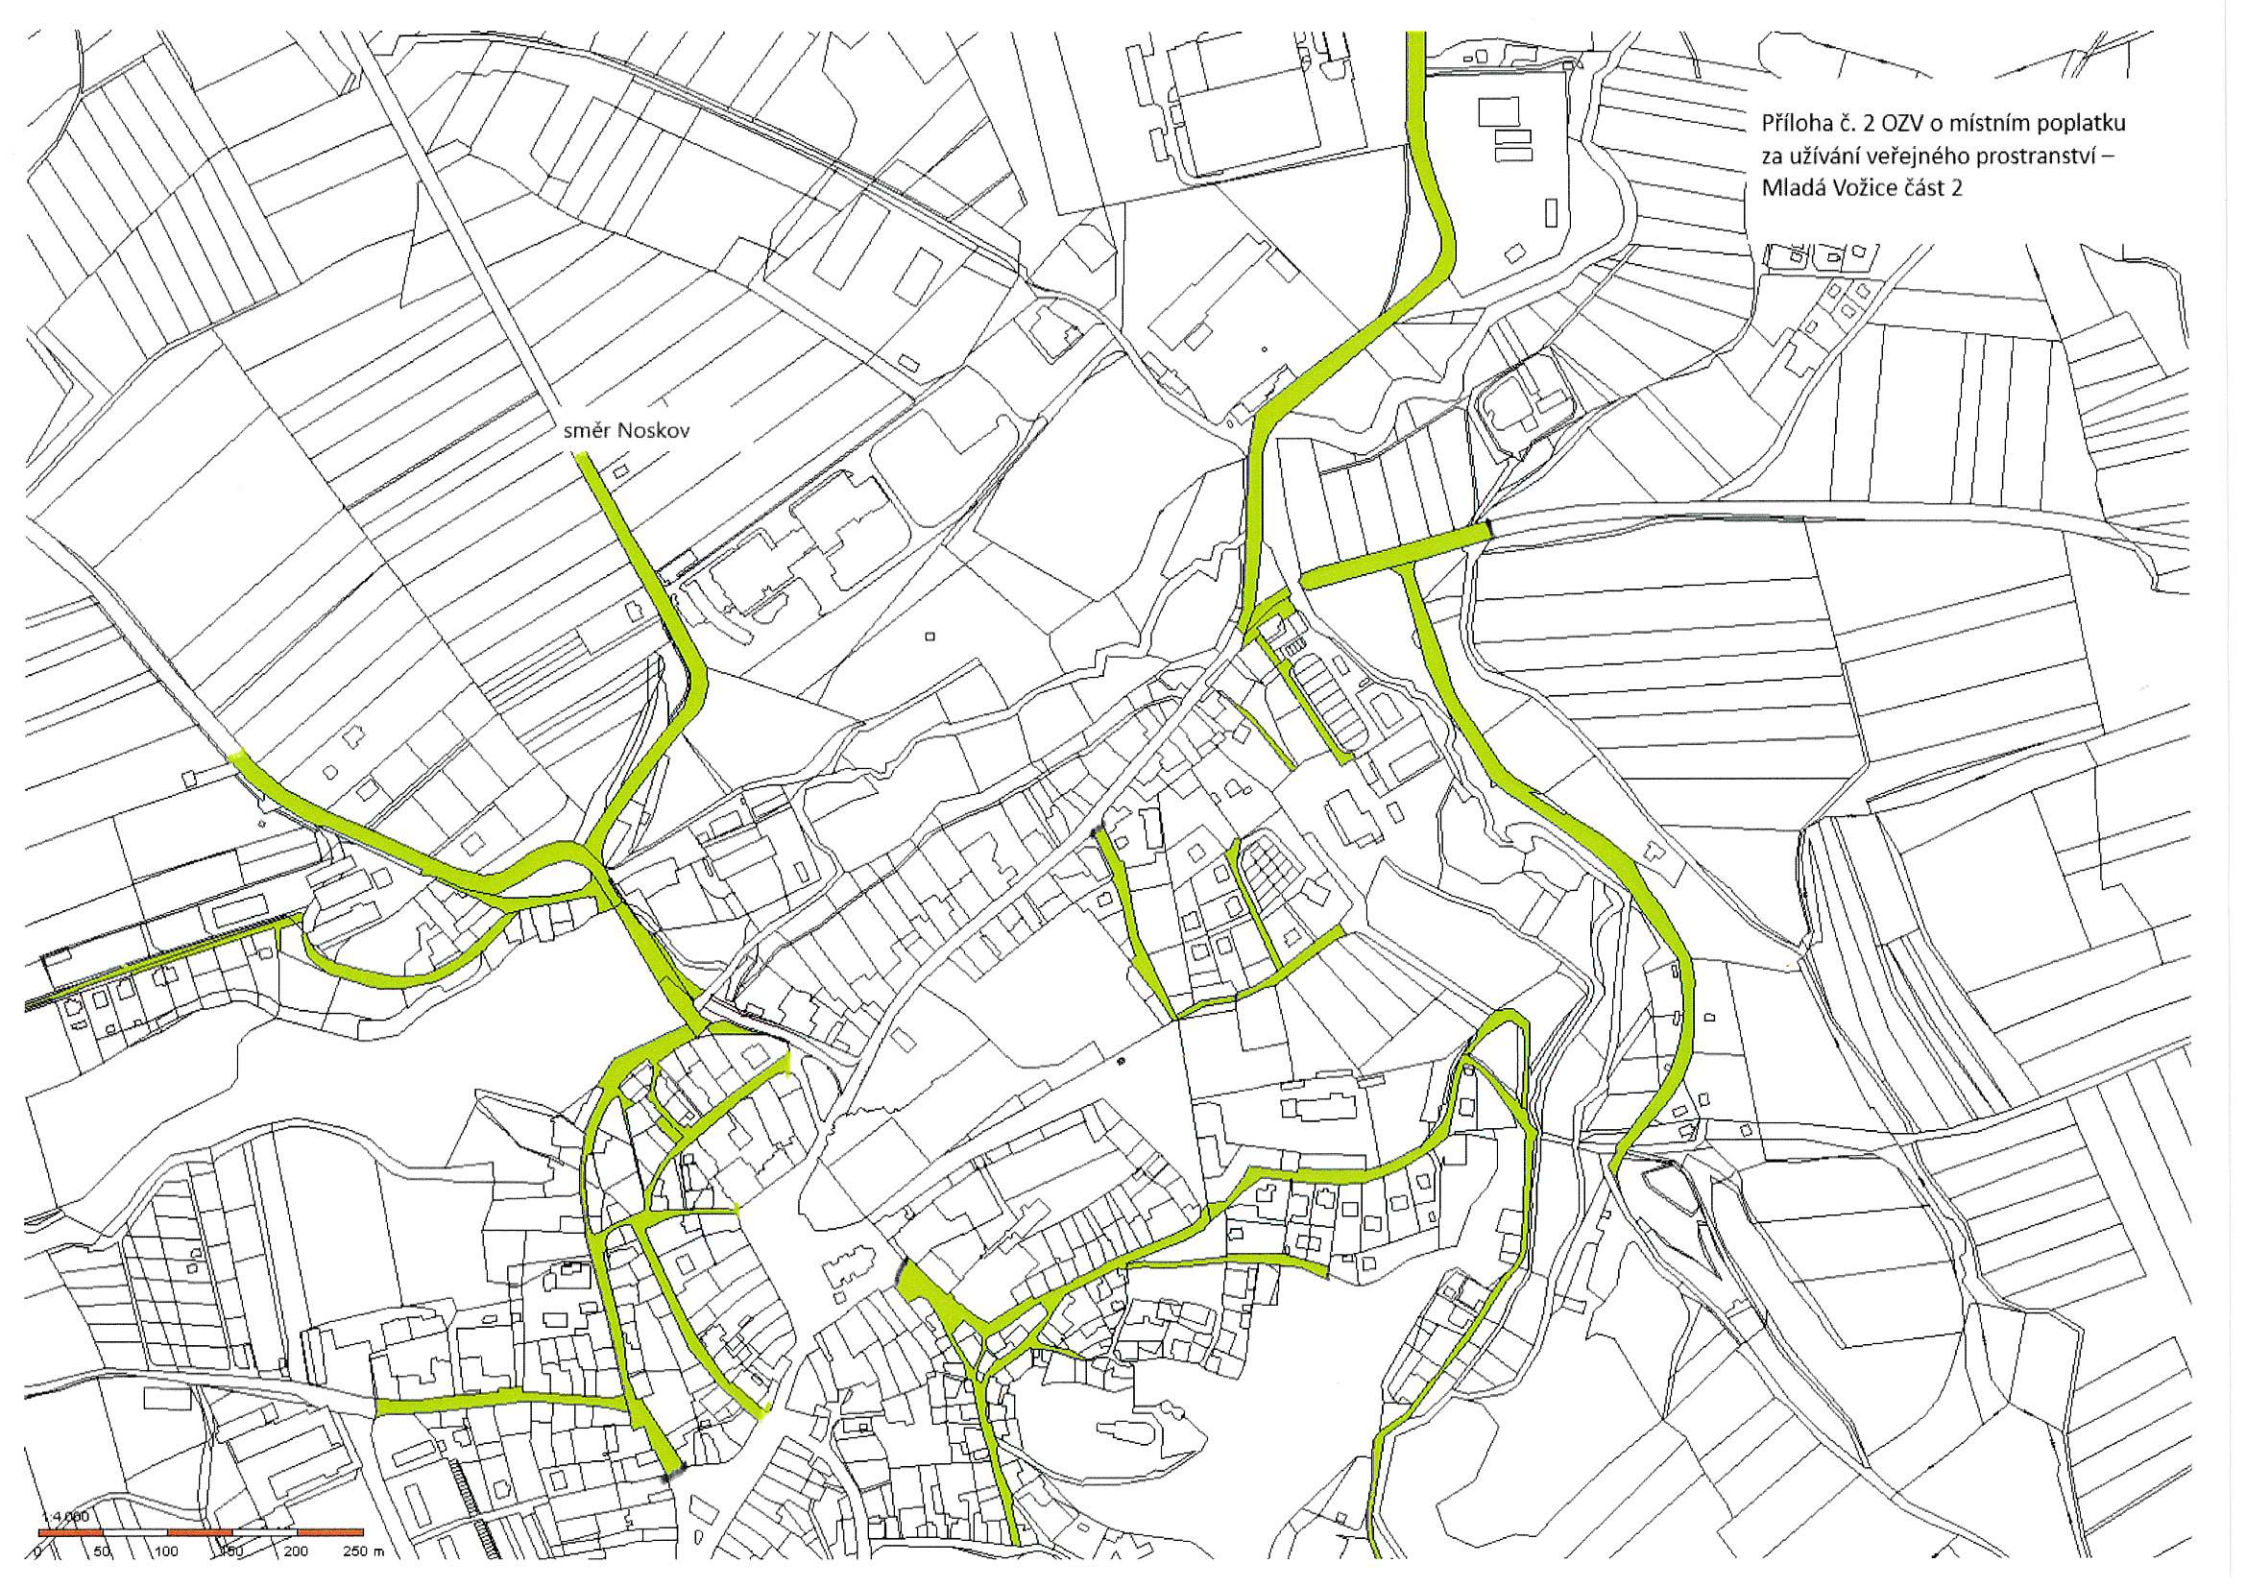 Příloha č. 2 OZV o místním poplatku
za užívání veřejného prostranství –
Mladá Vožice část 2
směr Noskov
1:4 000
0 50 100 150 200 250 m